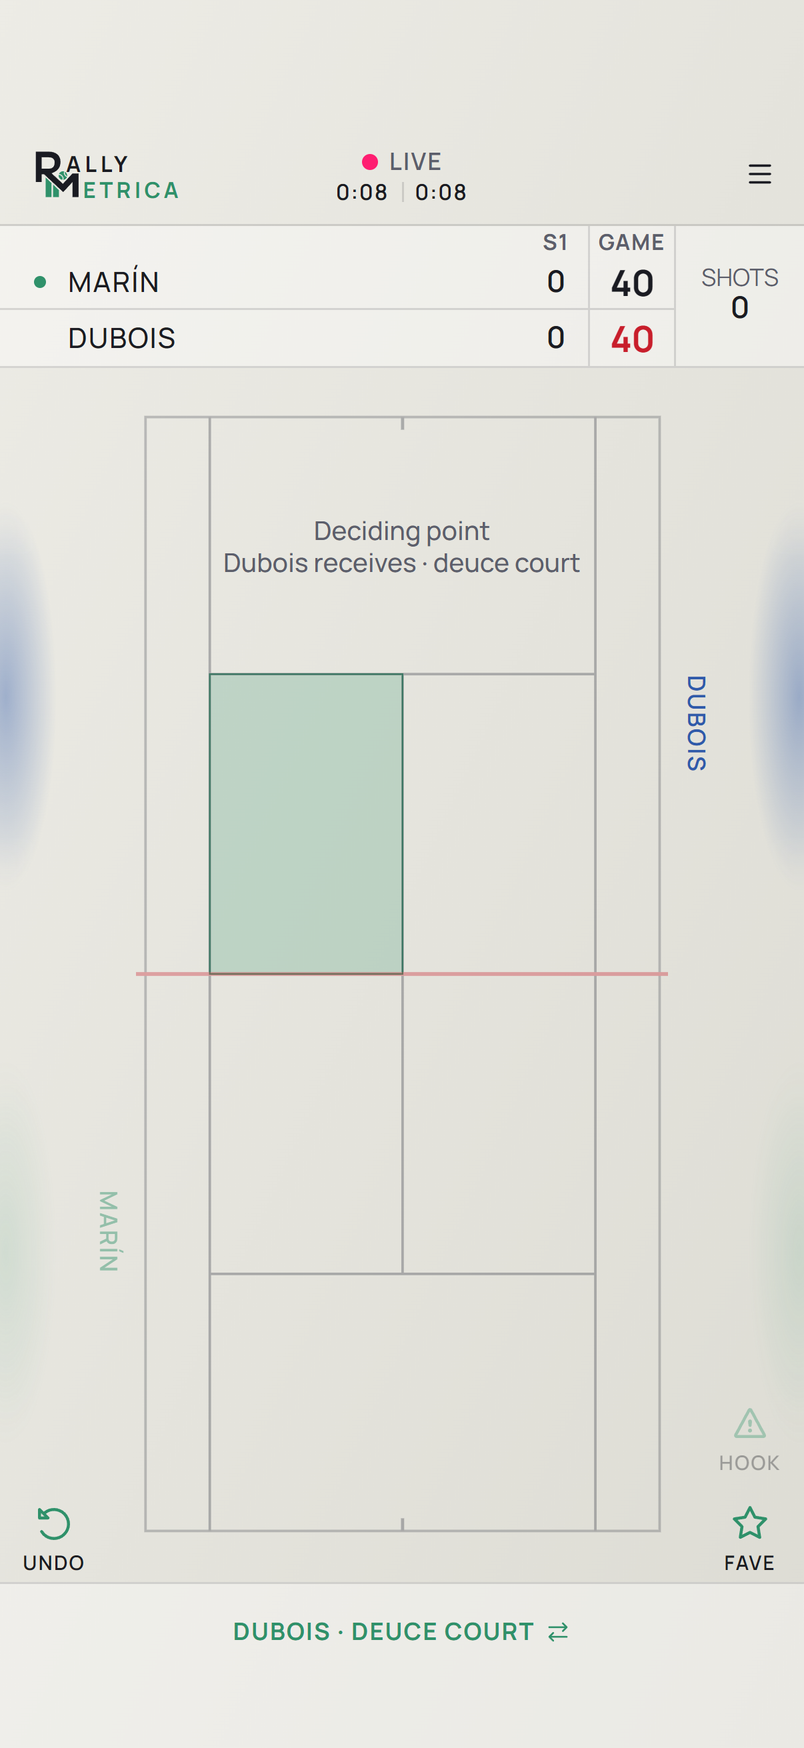 RALLY
METRICA
LIVE
0:08 | 0:08
S1 GAME
MARÍN 0 40
SHOTS
0
DUBOIS 0 40
Deciding point
Dubois receives · deuce court
DUBOIS
MARÍN
HOOK
UNDO
FAVE
DUBOIS · DEUCE COURT ⇄